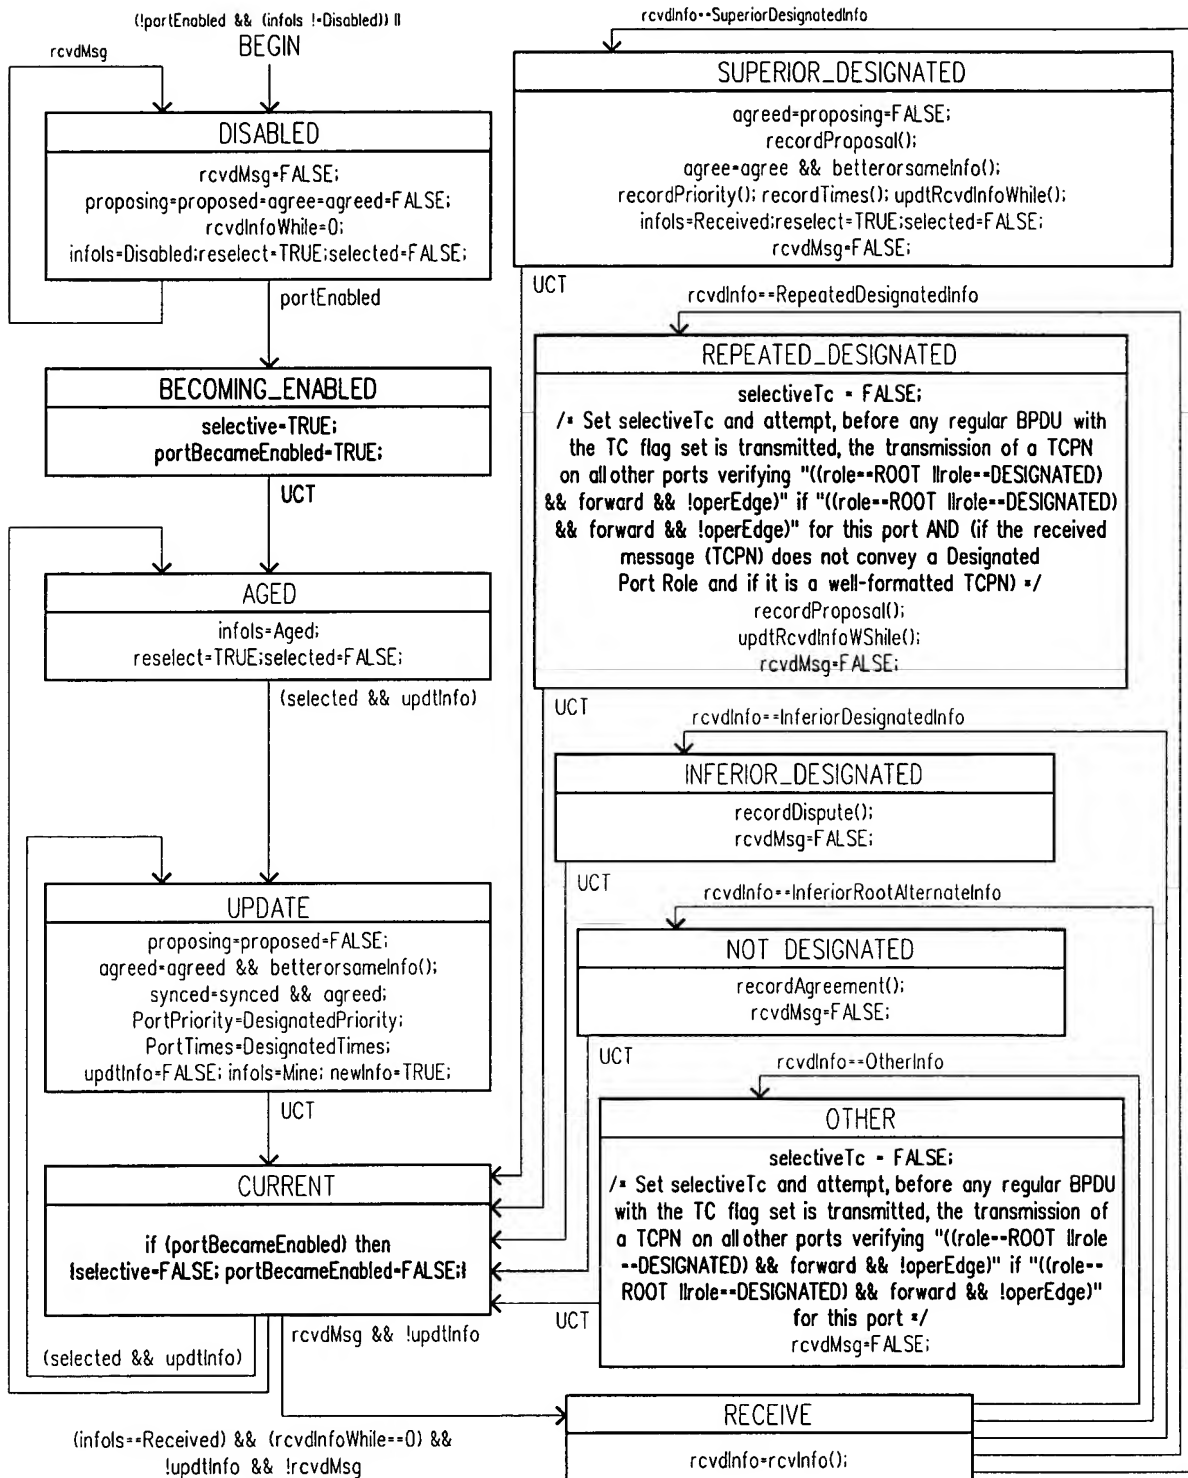 (!portEnabled && (infoIs !=Disabled)) ||
BEGIN
rcvdMsg
DISABLED
rcvdMsg=FALSE;
proposing=proposed=agree=agreed=FALSE;
rcvdInfoWhile=0;
infoIs=Disabled;reselect=TRUE;selected=FALSE;
portEnabled
BECOMING_ENABLED
selective=TRUE;
portBecameEnabled=TRUE;
UCT
AGED
infoIs=Aged;
reselect=TRUE;selected=FALSE;
(selected && updtInfo)
UPDATE
proposing=proposed=FALSE;
agreed=agreed && betterorsameInfo();
synced=synced && agreed;
PortPriority=DesignatedPriority;
PortTimes=DesignatedTimes;
updtInfo=FALSE; infoIs=Mine; newInfo=TRUE;
UCT
CURRENT
if (portBecameEnabled) then
{selective=FALSE; portBecameEnabled=FALSE;}
rcvdMsg && !updtInfo
(selected && updtInfo)
(infoIs==Received) && (rcvdInfoWhile==0) &&
!updtInfo && !rcvdMsg
rcvdInfo==SuperiorDesignatedInfo
SUPERIOR_DESIGNATED
agreed=proposing=FALSE;
recordProposal();
agree=agree && betterorsameInfo();
recordPriority(); recordTimes(); updtRcvdInfoWhile();
infoIs=Received;reselect=TRUE;selected=FALSE;
rcvdMsg=FALSE;
UCT
rcvdInfo==RepeatedDesignatedInfo
REPEATED_DESIGNATED
selectiveTc = FALSE;
/* Set selectiveTc and attempt, before any regular BPDU with
the TC flag set is transmitted, the transmission of a TCPN
on all other ports verifying "((role==ROOT ||role==DESIGNATED)
&& forward && !operEdge)" if "((role==ROOT ||role==DESIGNATED)
&& forward && !operEdge)" for this port AND (if the received
message (TCPN) does not convey a Designated
Port Role and if it is a well-formatted TCPN) */
recordProposal();
updtRcvdInfoWShile();
rcvdMsg=FALSE;
UCT
rcvdInfo==InferiorDesignatedInfo
INFERIOR_DESIGNATED
recordDispute();
rcvdMsg=FALSE;
UCT
rcvdInfo==InferiorRootAlternateInfo
NOT DESIGNATED
recordAgreement();
rcvdMsg=FALSE;
UCT
rcvdInfo==OtherInfo
OTHER
selectiveTc = FALSE;
/* Set selectiveTc and attempt, before any regular BPDU
with the TC flag set is transmitted, the transmission of
a TCPN on all other ports verifying "((role==ROOT ||role
==DESIGNATED) && forward && !operEdge)" if "((role==
ROOT ||role==DESIGNATED) && forward && !operEdge)"
for this port */
rcvdMsg=FALSE;
UCT
RECEIVE
rcvdInfo=rcvInfo();